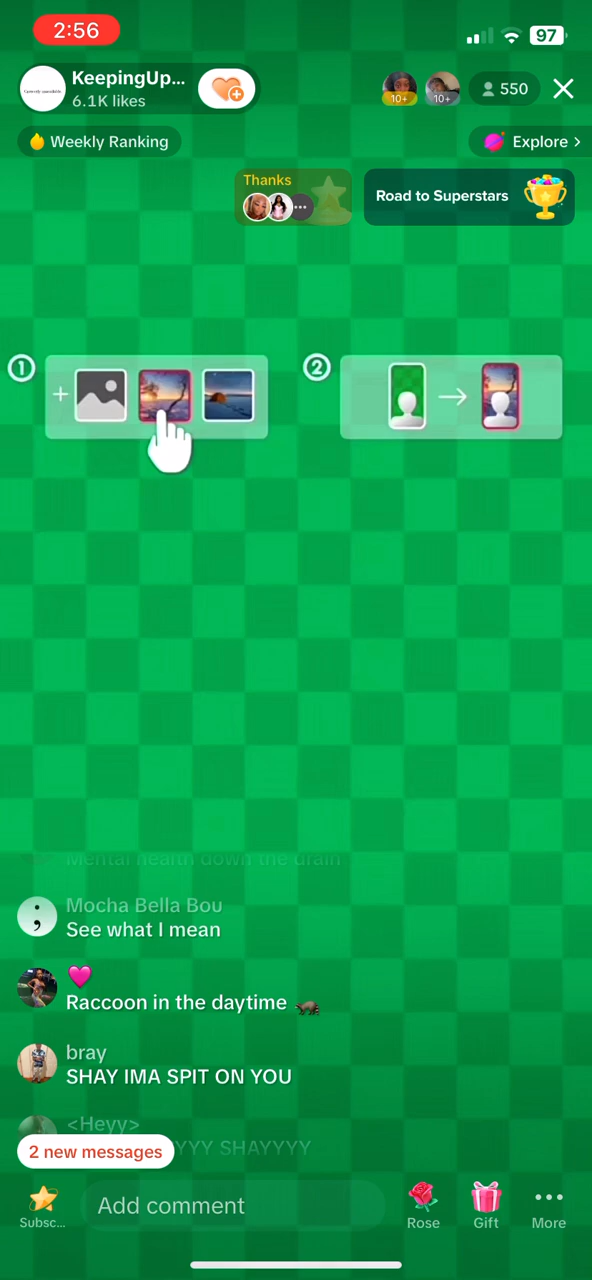 2:56
97
KeepingUp...
6.1K likes
10+
10+
550
Weekly Ranking
Explore >
Thanks
Road to Superstars
1
2
Mental health down the drain
Mocha Bella Bou
See what I mean
Raccoon in the daytime 🦝
bray
SHAY IMA SPIT ON YOU
<Heyy>
YYY SHAYYYY
2 new messages
Subsc...
Add comment
Rose
Gift
More